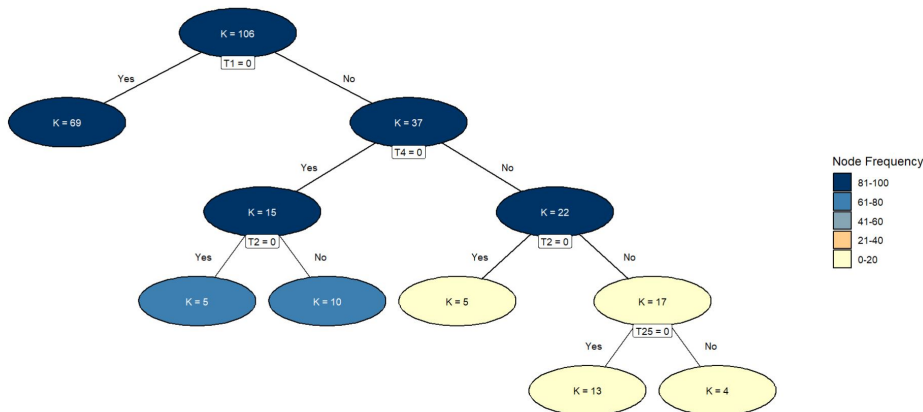 K = 106
T1 = 0
Yes
No
K = 69
K = 37
T4 = 0
Yes
No
K = 15
T2 = 0
K = 22
T2 = 0
Yes
No
Yes
No
K = 5
K = 10
K = 5
K = 17
T25 = 0
Yes
No
K = 13
K = 4
Node Frequency
81-100
61-80
41-60
21-40
0-20